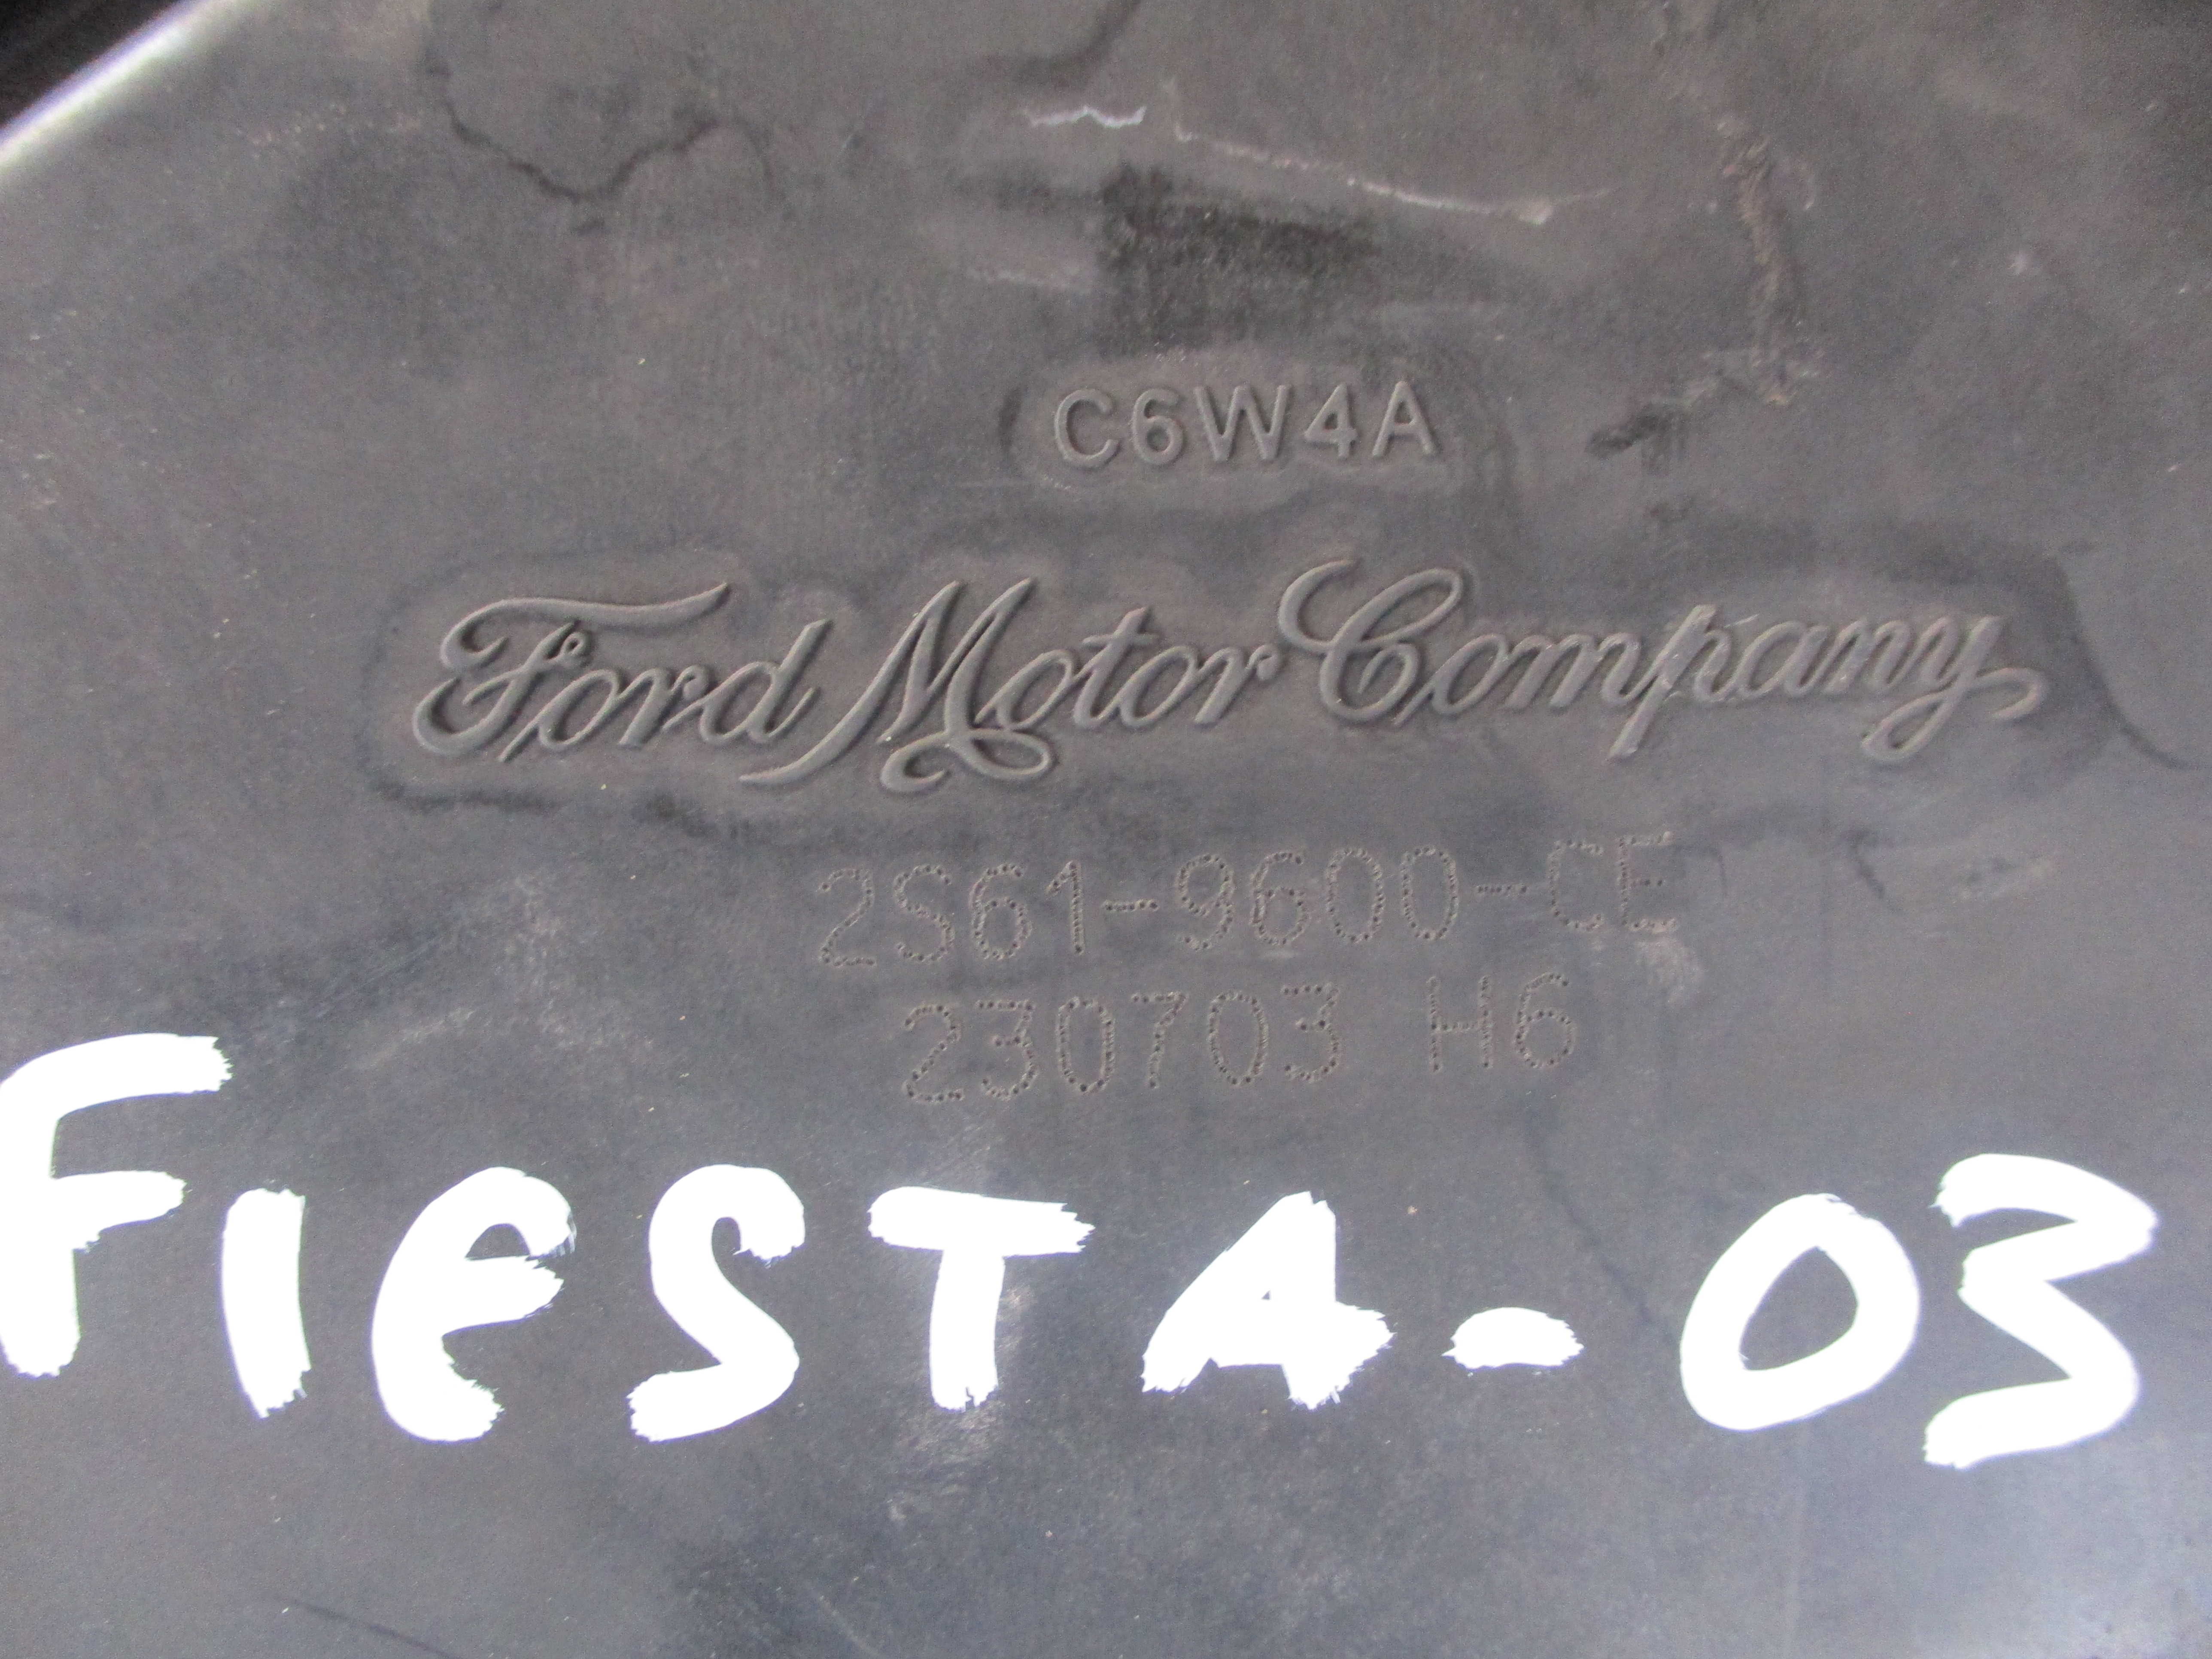 C6W4A
Ford Motor Company
2S61-9600-CE
230703 H6
FIESTA-03